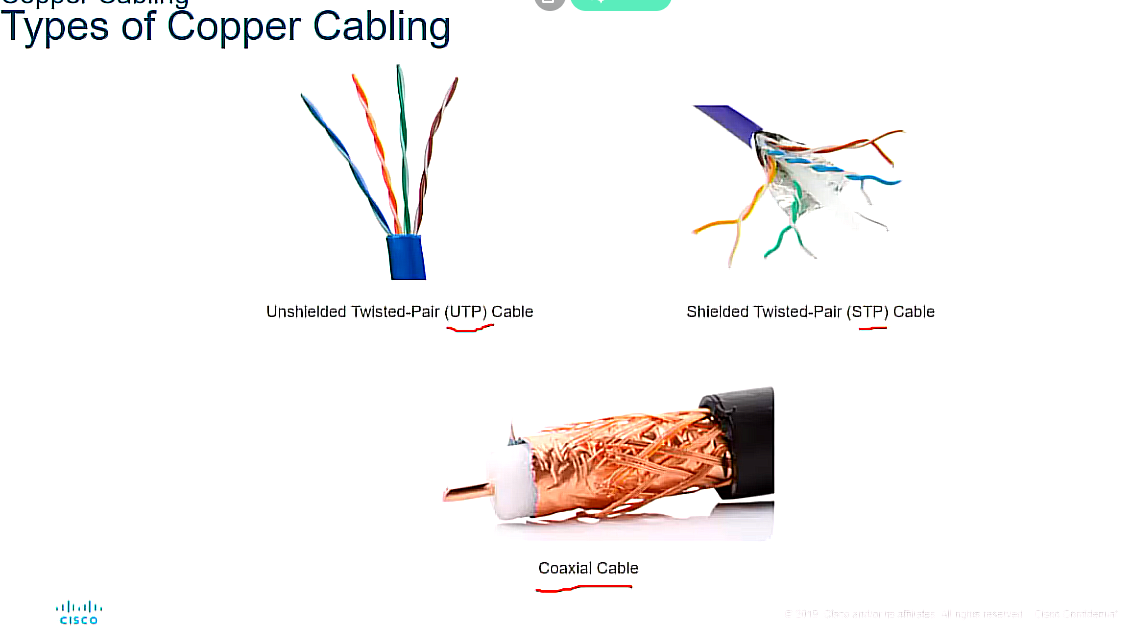 Copper Cabling
Types of Copper Cabling
Unshielded Twisted-Pair (UTP) Cable
Shielded Twisted-Pair (STP) Cable
Coaxial Cable
CISCO